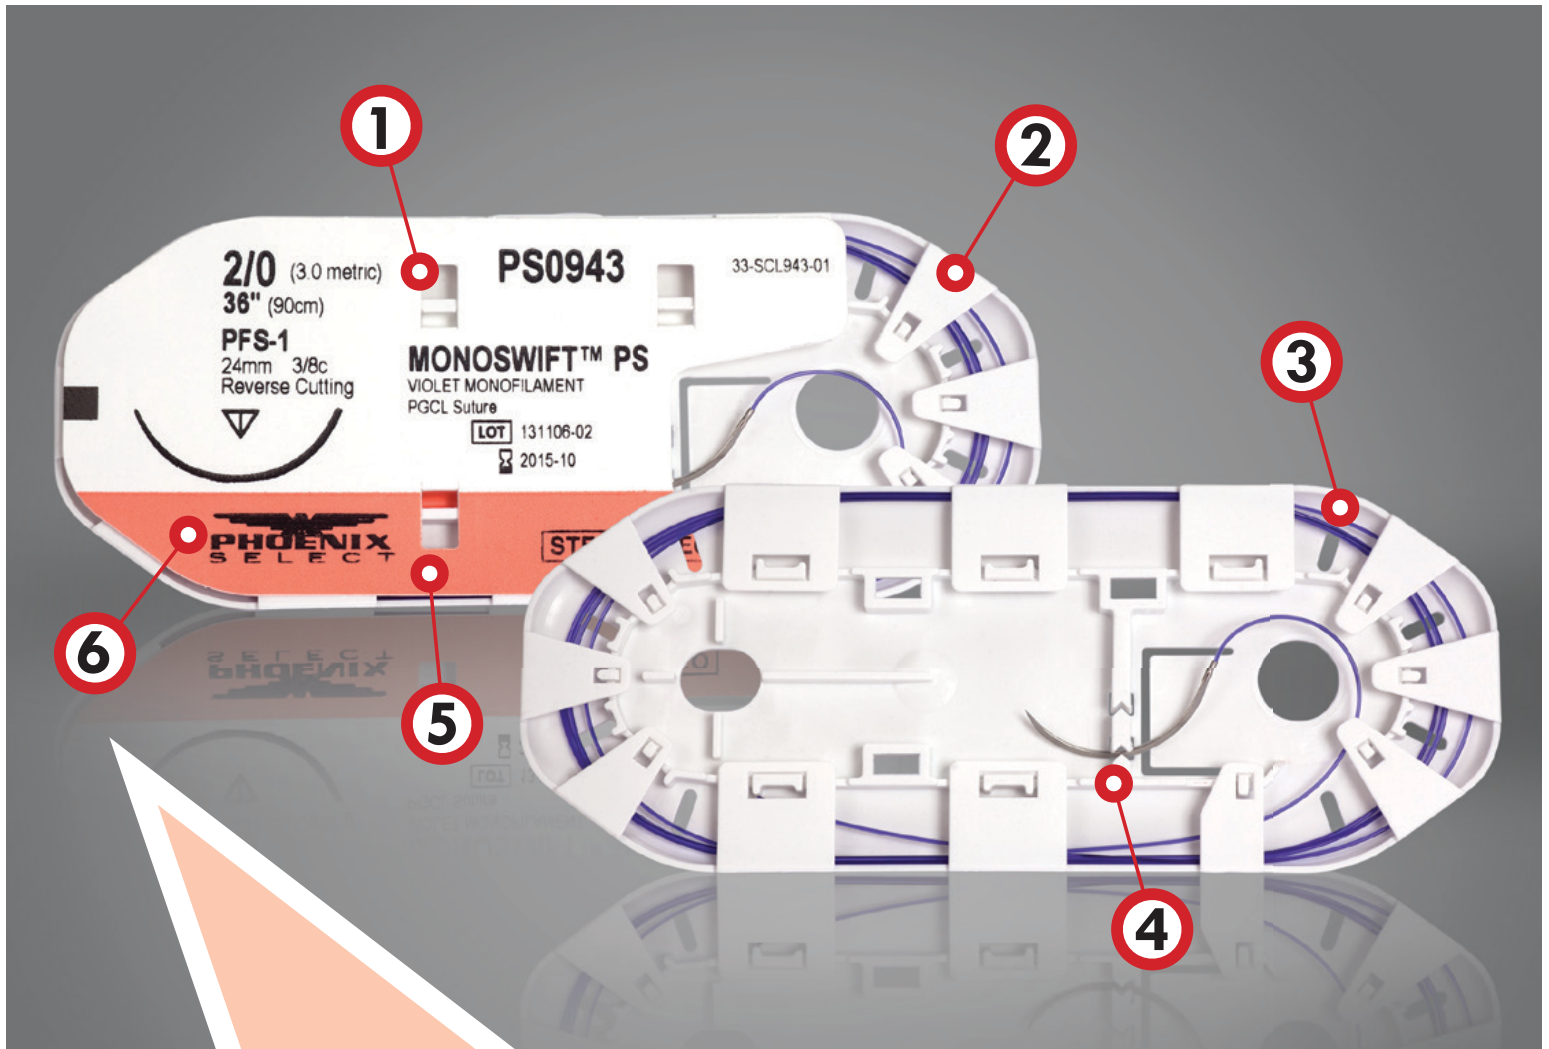 1
2
2/0 (3.0 metric)
PS0943
33-SCL943-01
36" (90cm)
PFS-1
24mm 3/8c
Reverse Cutting
MONOSWIFT™ PS
VIOLET MONOFILAMENT
PGCL Suture
LOT 131106-02
2015-10
3
PHOENIX
SELECT
6
5
4